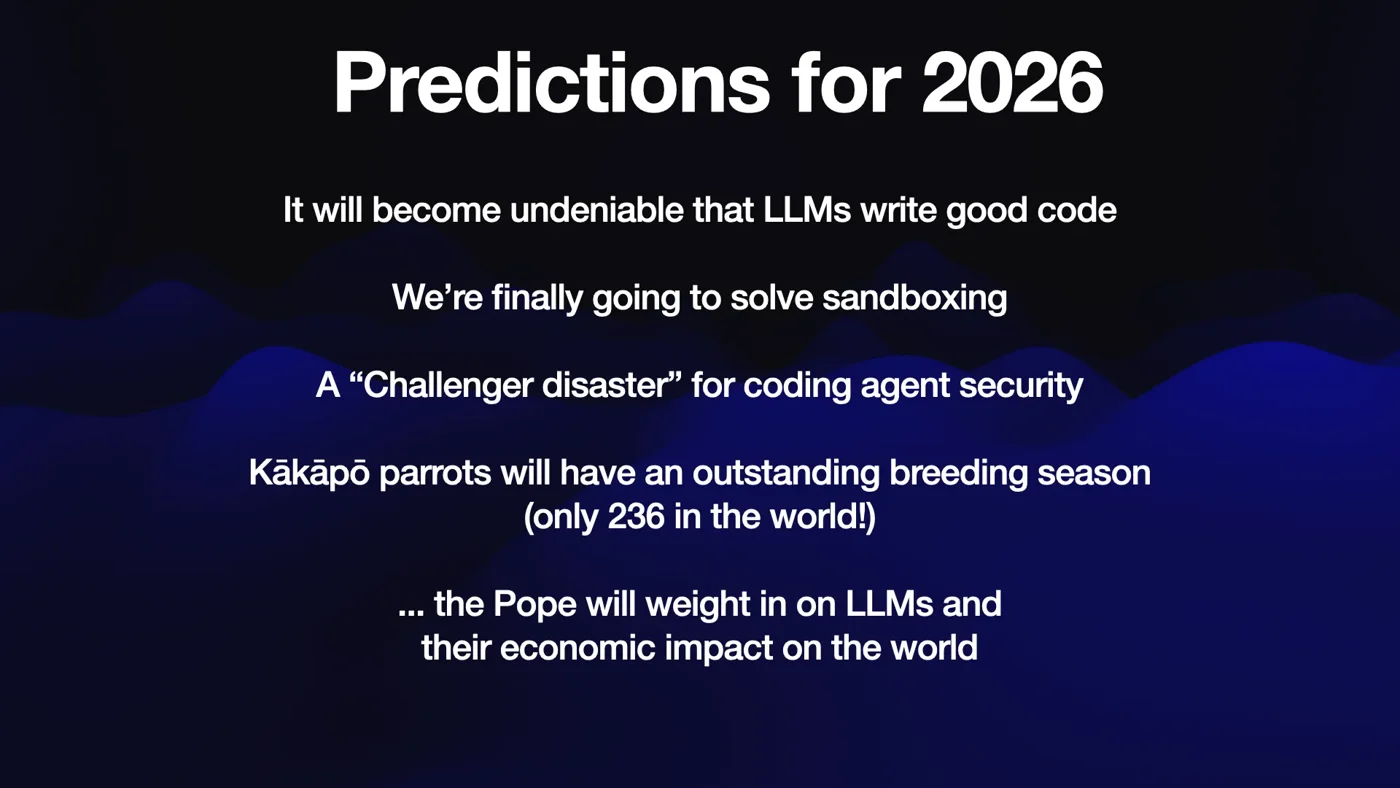 Predictions for 2026
It will become undeniable that LLMs write good code
We’re finally going to solve sandboxing
A “Challenger disaster” for coding agent security
Kākāpō parrots will have an outstanding breeding season
(only 236 in the world!)
... the Pope will weight in on LLMs and
their economic impact on the world